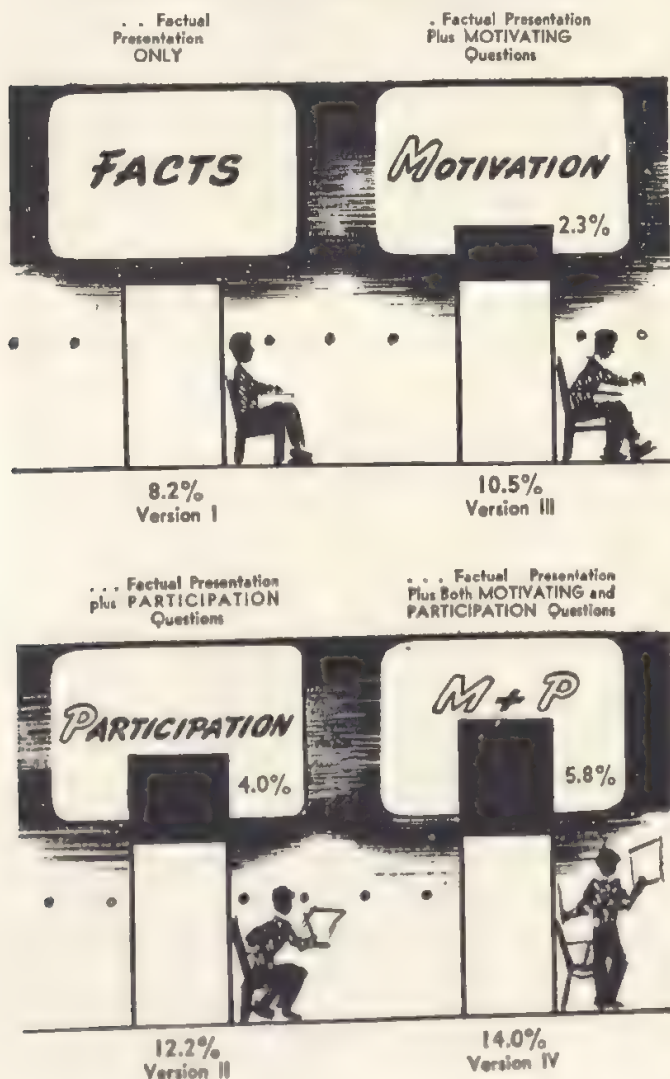 . . Factual
Presentation
ONLY
FACTS
8.2%
Version I
. Factual Presentation
Plus MOTIVATING
Questions
MOTIVATION
2.3%
10.5%
Version III
. . . Factual Presentation
plus PARTICIPATION
Questions
PARTICIPATION
4.0%
12.2%
Version II
. . . Factual Presentation
Plus Both MOTIVATING and
PARTICIPATION Questions
M + P
5.8%
14.0%
Version IV